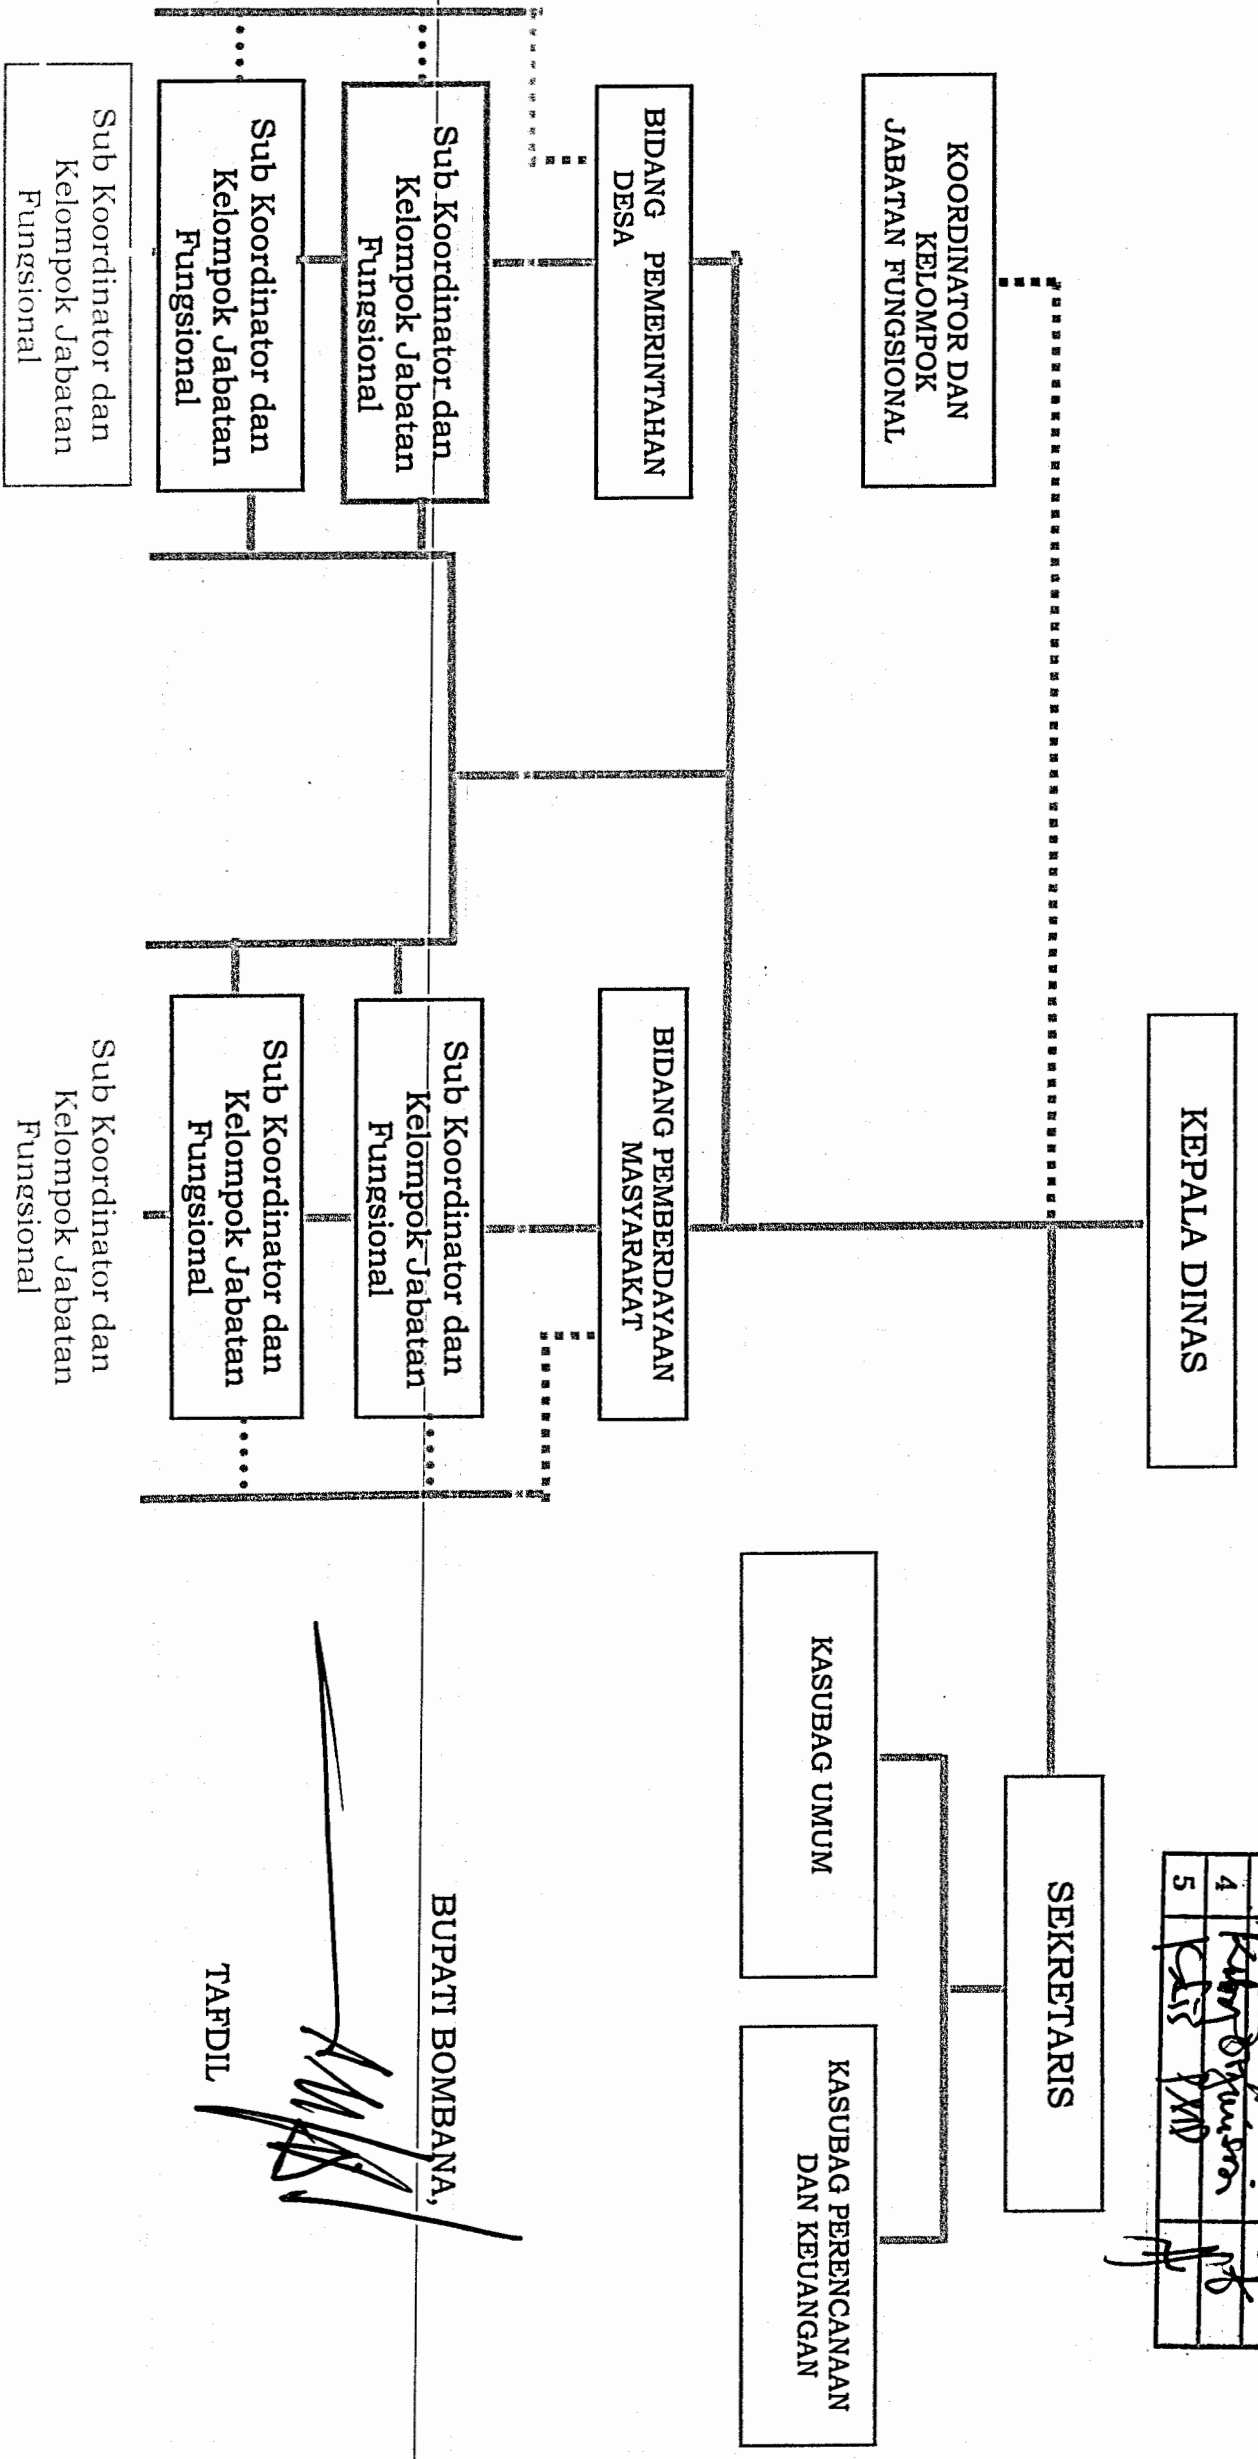 4
5
KEPALA DINAS
SEKRETARIS
KOORDINATOR DAN
KELOMPOK
JABATAN FUNGSIONAL
KASUBAG UMUM
KASUBAG PERENCANAAN
DAN KEUANGAN
BIDANG PEMERINTAHAN
DESA
BIDANG PEMBERDAYAAN
MASYARAKAT
Sub Koordinator dan
Kelompok Jabatan
Fungsional
Sub Koordinator dan
Kelompok Jabatan
Fungsional
Sub Koordinator dan
Kelompok Jabatan
Fungsional
Sub Koordinator dan
Kelompok Jabatan
Fungsional
Sub Koordinator dan
Kelompok Jabatan
Fungsional
Sub Koordinator dan
Kelompok Jabatan
Fungsional
BUPATI BOMBANA,
TAFDIL